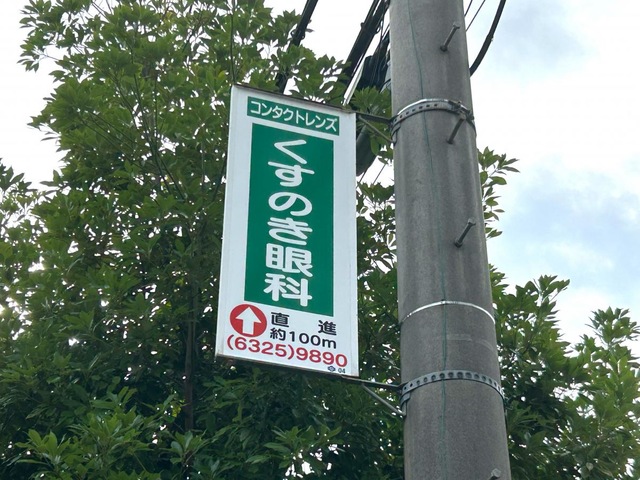 コンタクトレンズ
くすのき眼科
直進
約100m
(6325)9890
04